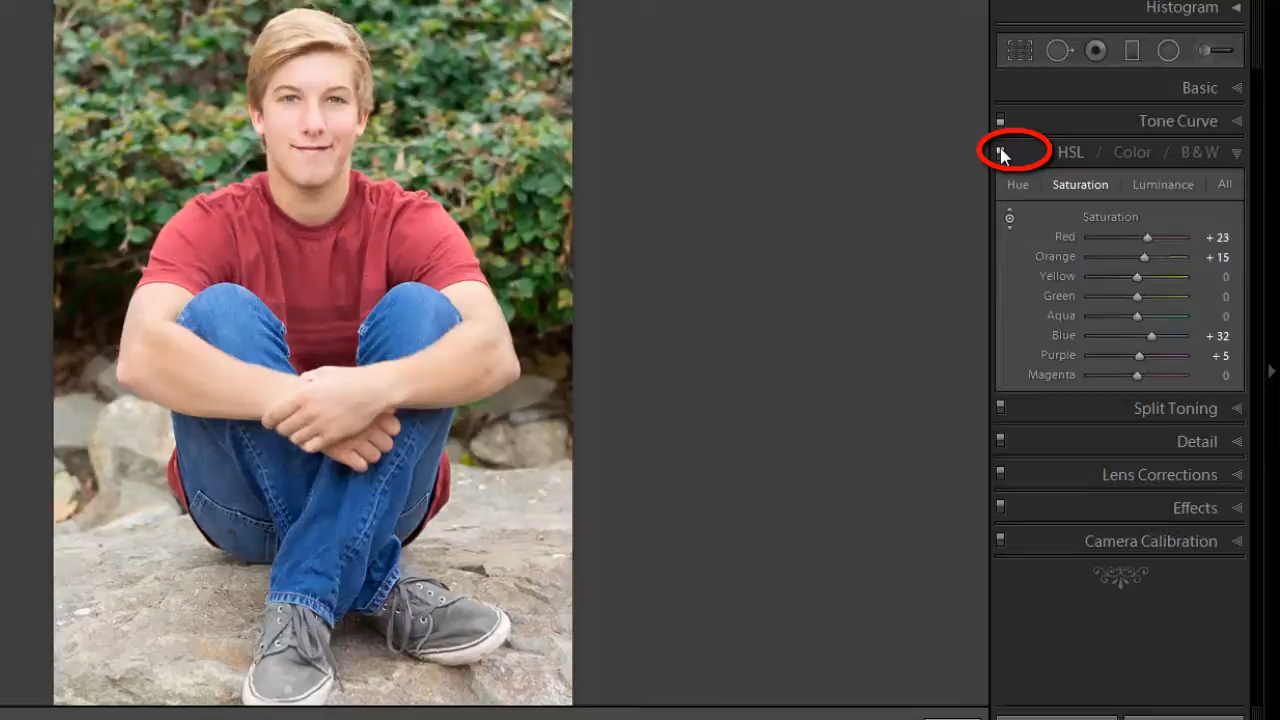 Histogram
Basic
Tone Curve
HSL / Color / B&W
Hue Saturation Luminance All
Saturation
Red + 23
Orange + 15
Yellow 0
Green 0
Aqua 0
Blue + 32
Purple + 5
Magenta 0
Split Toning
Detail
Lens Corrections
Effects
Camera Calibration